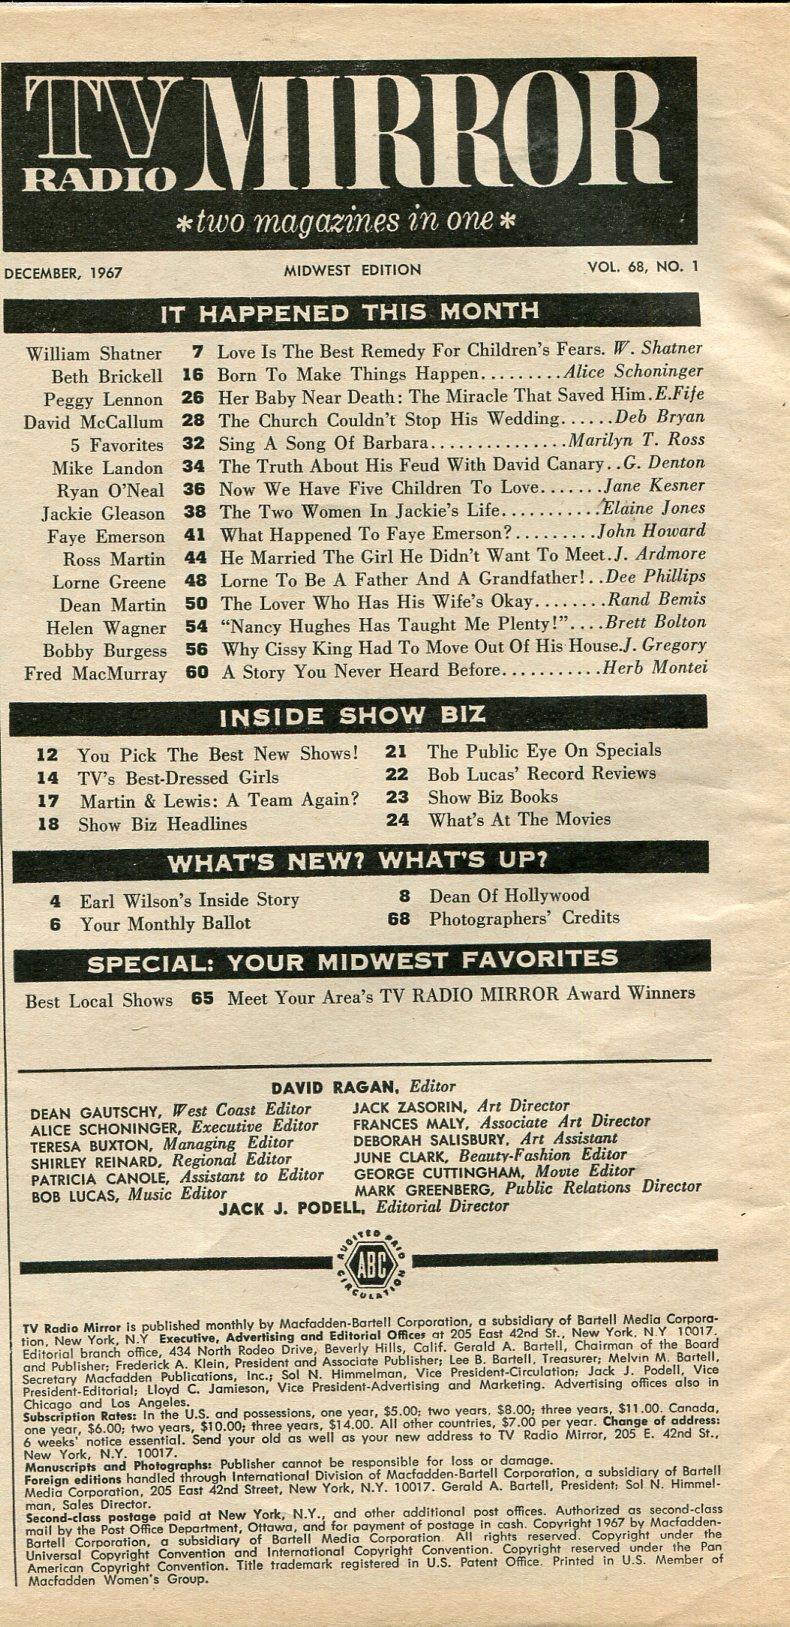 TV RADIO MIRROR
*two magazines in one*
DECEMBER, 1967 MIDWEST EDITION VOL. 68, NO. 1
IT HAPPENED THIS MONTH
William Shatner 7 Love Is The Best Remedy For Children's Fears. W. Shatner
Beth Brickell 16 Born To Make Things Happen.........Alice Schoninger
Peggy Lennon 26 Her Baby Near Death: The Miracle That Saved Him.E.Fife
David McCallum 28 The Church Couldn't Stop His Wedding......Deb Bryan
5 Favorites 32 Sing A Song Of Barbara...............Marilyn T. Ross
Mike Landon 34 The Truth About His Feud With David Canary..G. Denton
Ryan O'Neal 36 Now We Have Five Children To Love.......Jane Kesner
Jackie Gleason 38 The Two Women In Jackie's Life...........Elaine Jones
Faye Emerson 41 What Happened To Faye Emerson?.........John Howard
Ross Martin 44 He Married The Girl He Didn't Want To Meet.J. Ardmore
Lorne Greene 48 Lorne To Be A Father And A Grandfather!..Dee Phillips
Dean Martin 50 The Lover Who Has His Wife's Okay........Rand Bemis
Helen Wagner 54 "Nancy Hughes Has Taught Me Plenty!"....Brett Bolton
Bobby Burgess 56 Why Cissy King Had To Move Out Of His House.J. Gregory
Fred MacMurray 60 A Story You Never Heard Before...........Herb Montei
INSIDE SHOW BIZ
12 You Pick The Best New Shows! 21 The Public Eye On Specials
14 TV's Best-Dressed Girls 22 Bob Lucas' Record Reviews
17 Martin & Lewis: A Team Again? 23 Show Biz Books
18 Show Biz Headlines 24 What's At The Movies
WHAT'S NEW? WHAT'S UP?
4 Earl Wilson's Inside Story 8 Dean Of Hollywood
6 Your Monthly Ballot 68 Photographers' Credits
SPECIAL: YOUR MIDWEST FAVORITES
Best Local Shows 65 Meet Your Area's TV RADIO MIRROR Award Winners
DAVID RAGAN, Editor
DEAN GAUTSCHY, West Coast Editor JACK ZASORIN, Art Director
ALICE SCHONINGER, Executive Editor FRANCES MALY, Associate Art Director
TERESA BUXTON, Managing Editor DEBORAH SALISBURY, Art Assistant
SHIRLEY REINARD, Regional Editor JUNE CLARK, Beauty-Fashion Editor
PATRICIA CANOLE, Assistant to Editor GEORGE CUTTINGHAM, Movie Editor
BOB LUCAS, Music Editor MARK GREENBERG, Public Relations Director
JACK J. PODELL, Editorial Director
AUDITED PAID
ABC
CIRCULATION
TV Radio Mirror is published monthly by Macfadden-Bartell Corporation, a subsidiary of Bartell Media Corpora-
tion, New York, N.Y Executive, Advertising and Editorial Offices at 205 East 42nd St., New York, N.Y 10017.
Editorial branch office, 434 North Rodeo Drive, Beverly Hills, Calif. Gerald A. Bartell, Chairman of the Board
and Publisher; Frederick A. Klein, President and Associate Publisher; Lee B. Bartell, Treasurer; Melvin M. Bartell,
Secretary Macfadden Publications, Inc.; Sol N. Himmelman, Vice President-Circulation; Jack J. Podell, Vice
President-Editorial; Lloyd C. Jamieson, Vice President-Advertising and Marketing. Advertising offices also in
Chicago and Los Angeles.
Subscription Rates: In the U.S. and possessions, one year, $5.00; two years, $8.00; three years, $11.00. Canada,
one year, $6.00; two years, $10.00; three years, $14.00. All other countries, $7.00 per year. Change of address:
6 weeks' notice essential. Send your old as well as your new address to TV Radio Mirror, 205 E. 42nd St.,
New York, N.Y. 10017.
Manuscripts and Photographs: Publisher cannot be responsible for loss or damage.
Foreign editions handled through International Division of Macfadden-Bartell Corporation, a subsidiary of Bartell
Media Corporation, 205 East 42nd Street, New York, N.Y. 10017. Gerald A. Bartell, President; Sol N. Himmel-
man, Sales Director.
Second-class postage paid at New York, N.Y., and other additional post offices. Authorized as second-class
mail by the Post Office Department, Ottawa, and for payment of postage in cash. Copyright 1967 by Macfadden-
Bartell Corporation, a subsidiary of Bartell Media Corporation. All rights reserved. Copyright under the
Universal Copyright Convention and International Copyright Convention. Copyright reserved under the Pan
American Copyright Convention. Title trademark registered in U.S. Patent Office. Printed in U.S. Member of
Macfadden Women's Group.